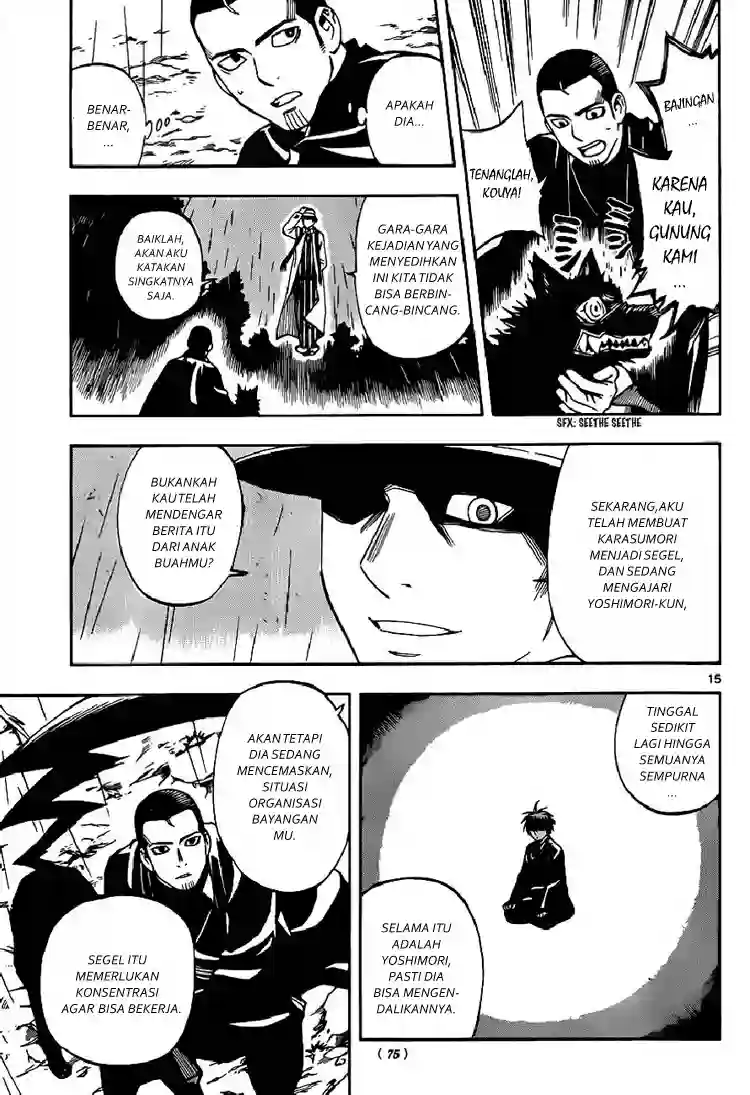 BAJINGAN
...
KARENA
KAU,
GUNUNG
KAMI
...
TENANGLAH,
KOUYA!
SFX: SEETHE SEETHE
APAKAH
DIA...
BENAR-
BENAR,
...
GARA-GARA
KEJADIAN YANG
MENYEDIHKAN
INI KITA TIDAK
BISA BERBIN-
CANG-BINCANG.
BAIKLAH,
AKAN AKU
KATAKAN
SINGKATNYA
SAJA.
SEKARANG,AKU
TELAH MEMBUAT
KARASUMORI
MENJADI SEGEL,
DAN SEDANG
MENGAJARI
YOSHIMORI-KUN,
BUKANKAH
KAU TELAH
MENDENGAR
BERITA ITU
DARI ANAK
BUAHMU?
15
TINGGAL
SEDIKIT
LAGI HINGGA
SEMUANYA
SEMPURNA
...
SELAMA ITU
ADALAH
YOSHIMORI,
PASTI DIA
BISA MENGEN-
DALIKANNYA.
AKAN TETAPI
DIA SEDANG
MENCEMASKAN,
SITUASI
ORGANISASI
BAYANGAN
MU.
SEGEL ITU
MEMERLUKAN
KONSENTRASI
AGAR BISA BEKERJA.
( 75 )